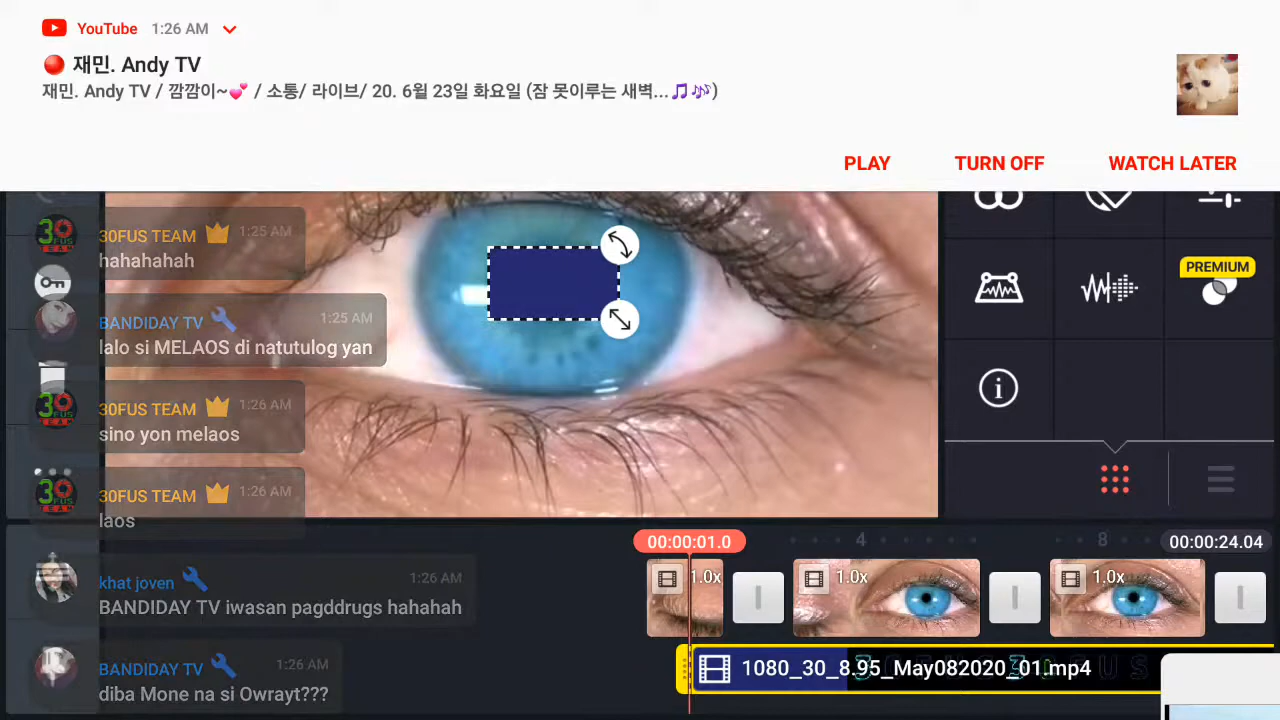 YouTube 1:26 AM
재민. Andy TV
재민. Andy TV / 깜깜이~💕 / 소통/ 라이브/ 20. 6월 23일 화요일 (잠 못이루는 새벽...🎵🎶)
PLAY TURN OFF WATCH LATER
30FUS TEAM 1:25 AM
hahahahah
BANDIDAY TV 1:25 AM
lalo si MELAOS di natutulog yan
30FUS TEAM 1:26 AM
sino yon melaos
30FUS TEAM 1:26 AM
laos
khat joven 1:26 AM
BANDIDAY TV iwasan pagddrugs hahahah
BANDIDAY TV 1:26 AM
diba Mone na si Owrayt???
PREMIUM
00:00:01.0 4 8 00:00:24.04
1.0x 1.0x 1.0x
1080_30_8.95_May082020_01.mp4